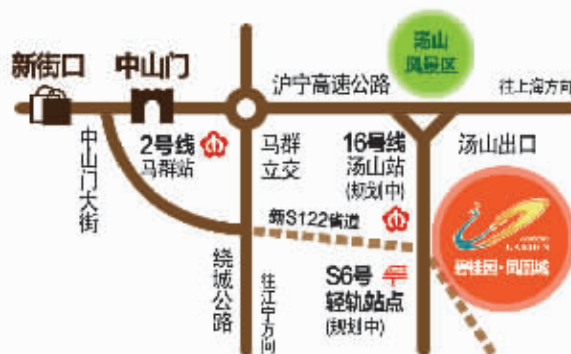 汤山
风景区
新街口
中山门
沪宁高速公路
往上海方向
中山门大街
2号线
马群站
马群
立交
16号线
汤山站
(规划中)
汤山出口
新S122省道
GARDEN
碧桂园·凤凰城
绕城公路
往江宁方向
S6号
轻轨站点
(规划中)